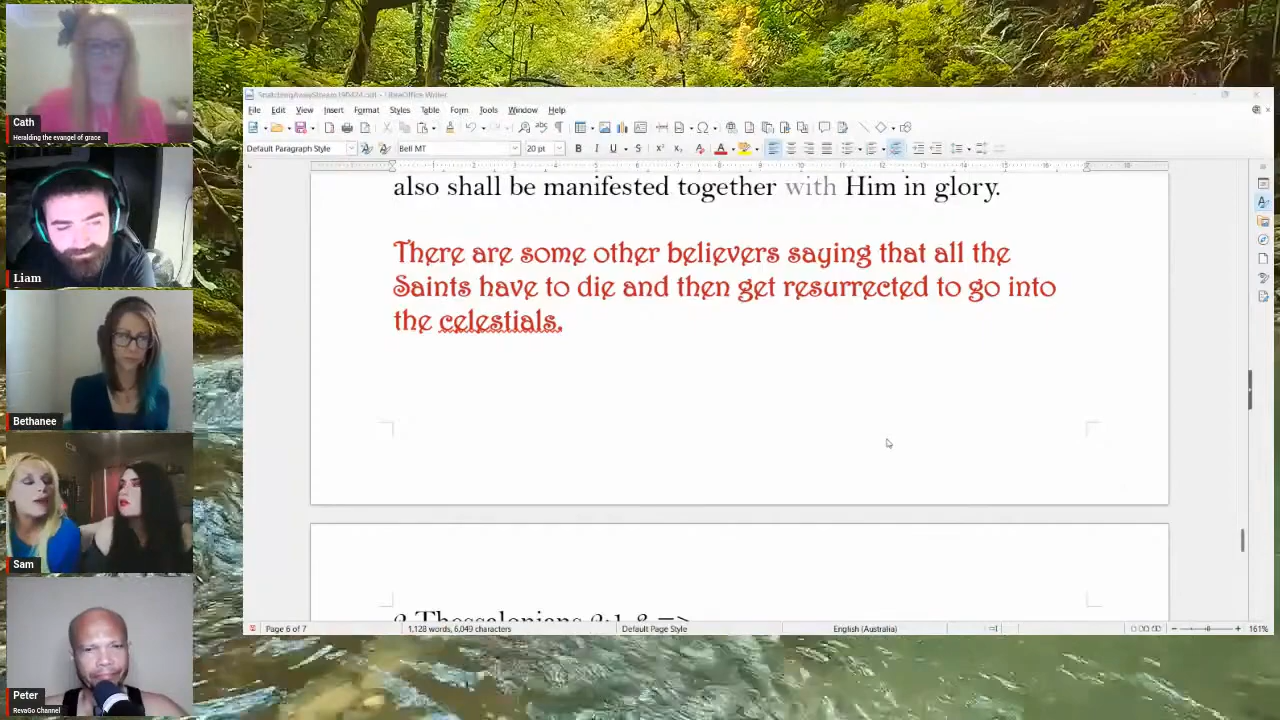 Cath
Heralding the evangel of grace
Liam
Bethanee
Sam
Peter
RevaGo Channel
File Edit View Insert Format Styles Table Form Tools Window Help
Default Paragraph Style
Bell MT
20 pt
also shall be manifested together with Him in glory.
There are some other believers saying that all the
Saints have to die and then get resurrected to go into
the celestials.
Page 6 of 7
1,128 words, 6,049 characters
Default Page Style
English (Australia)
161%